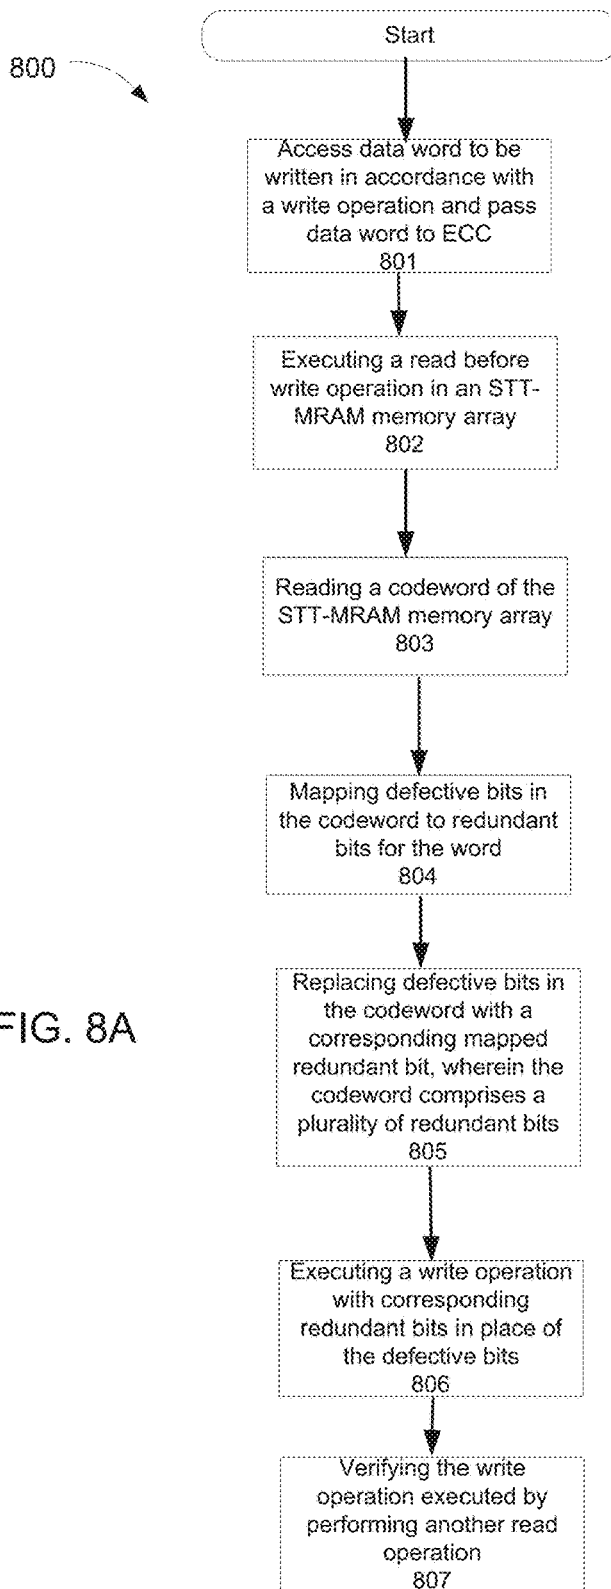 Start
800
Access data word to be
written in accordance with
a write operation and pass
data word to ECC
801
Executing a read before
write operation in an STT-
MRAM memory array
802
Reading a codeword of the
STT-MRAM memory array
803
Mapping defective bits in
the codeword to redundant
bits for the word
804
Replacing defective bits in
the codeword with a
corresponding mapped
redundant bit, wherein the
codeword comprises a
plurality of redundant bits
805
FIG. 8A
Executing a write operation
with corresponding
redundant bits in place of
the defective bits
806
Verifying the write
operation executed by
performing another read
operation
807